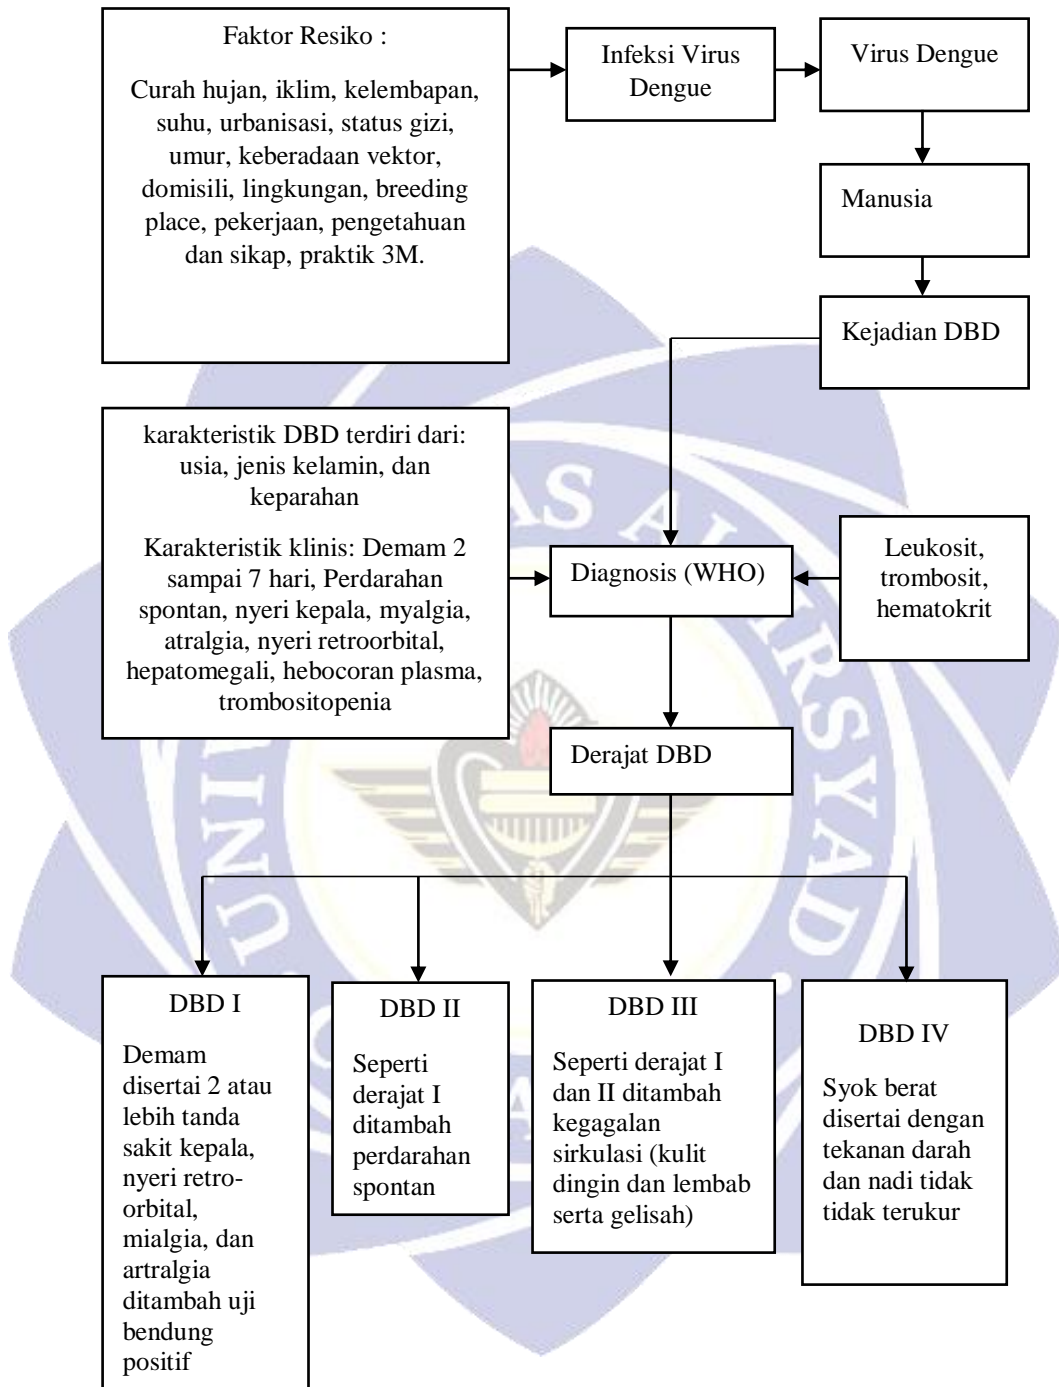 Faktor Resiko :
Curah hujan, iklim, kelembapan,
suhu, urbanisasi, status gizi,
umur, keberadaan vektor,
domisili, lingkungan, breeding
place, pekerjaan, pengetahuan
dan sikap, praktik 3M.
Infeksi Virus
Dengue
Virus Dengue
Manusia
Kejadian DBD
karakteristik DBD terdiri dari:
usia, jenis kelamin, dan
keparahan
Karakteristik klinis: Demam 2
sampai 7 hari, Perdarahan
spontan, nyeri kepala, myalgia,
atralgia, nyeri retroorbital,
hepatomegali, hebocoran plasma,
trombositopenia
Diagnosis (WHO)
Leukosit,
trombosit,
hematokrit
Derajat DBD
DBD I
Demam
disertai 2 atau
lebih tanda
sakit kepala,
nyeri retro-
orbital,
mialgia, dan
artralgia
ditambah uji
bendung
positif
DBD II
Seperti
derajat I
ditambah
perdarahan
spontan
DBD III
Seperti derajat I
dan II ditambah
kegagalan
sirkulasi (kulit
dingin dan lembab
serta gelisah)
DBD IV
Syok berat
disertai dengan
tekanan darah
dan nadi tidak
tidak terukur